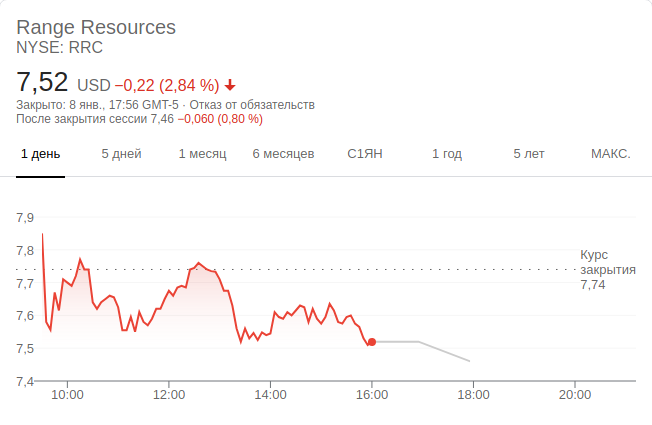 Range Resources
NYSE: RRC
7,52 USD −0,22 (2,84 %)
Закрыто: 8 янв., 17:56 GMT-5 · Отказ от обязательств
После закрытия сессии 7,46 −0,060 (0,80 %)
1 день 5 дней 1 месяц 6 месяцев С1ЯН 1 год 5 лет МАКС.
7,9
7,8
7,7
7,6
7,5
7,4
Курс
закрытия
7,74
10:00 12:00 14:00 16:00 18:00 20:00